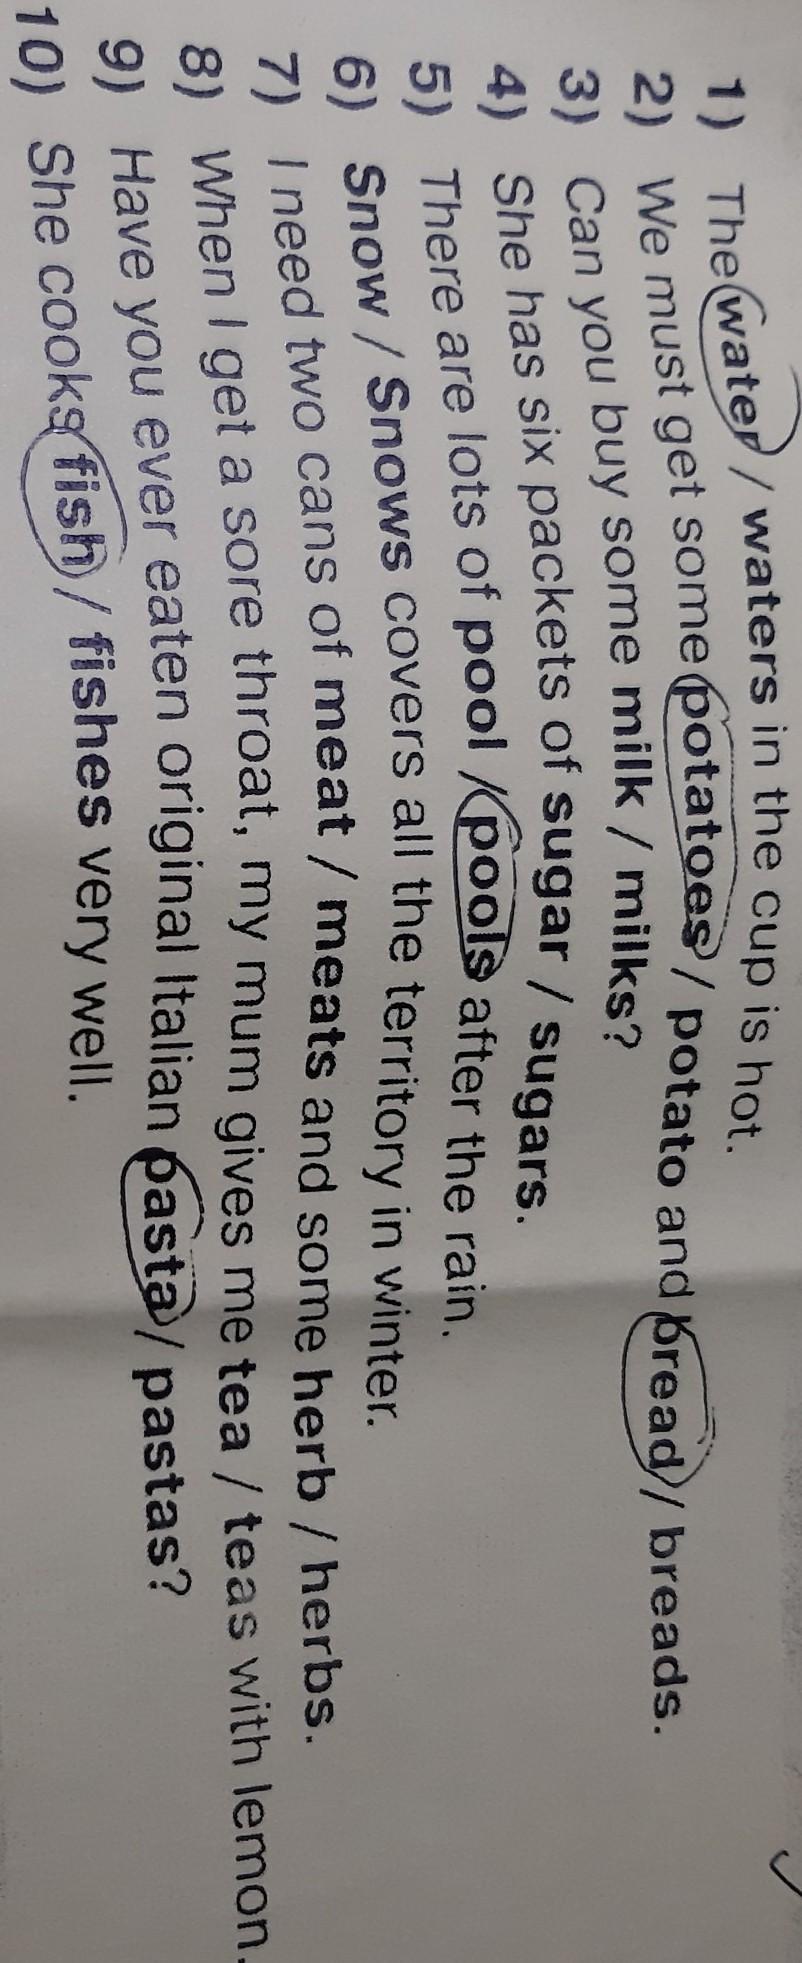 1) The water / waters in the cup is hot.
2) We must get some potatoes / potato and bread / breads.
3) Can you buy some milk / milks?
4) She has six packets of sugar / sugars.
5) There are lots of pool / pools after the rain.
6) Snow / Snows covers all the territory in winter.
7) I need two cans of meat / meats and some herb / herbs.
8) When I get a sore throat, my mum gives me tea / teas with lemon.
9) Have you ever eaten original Italian pasta / pastas?
10) She cooks fish / fishes very well.